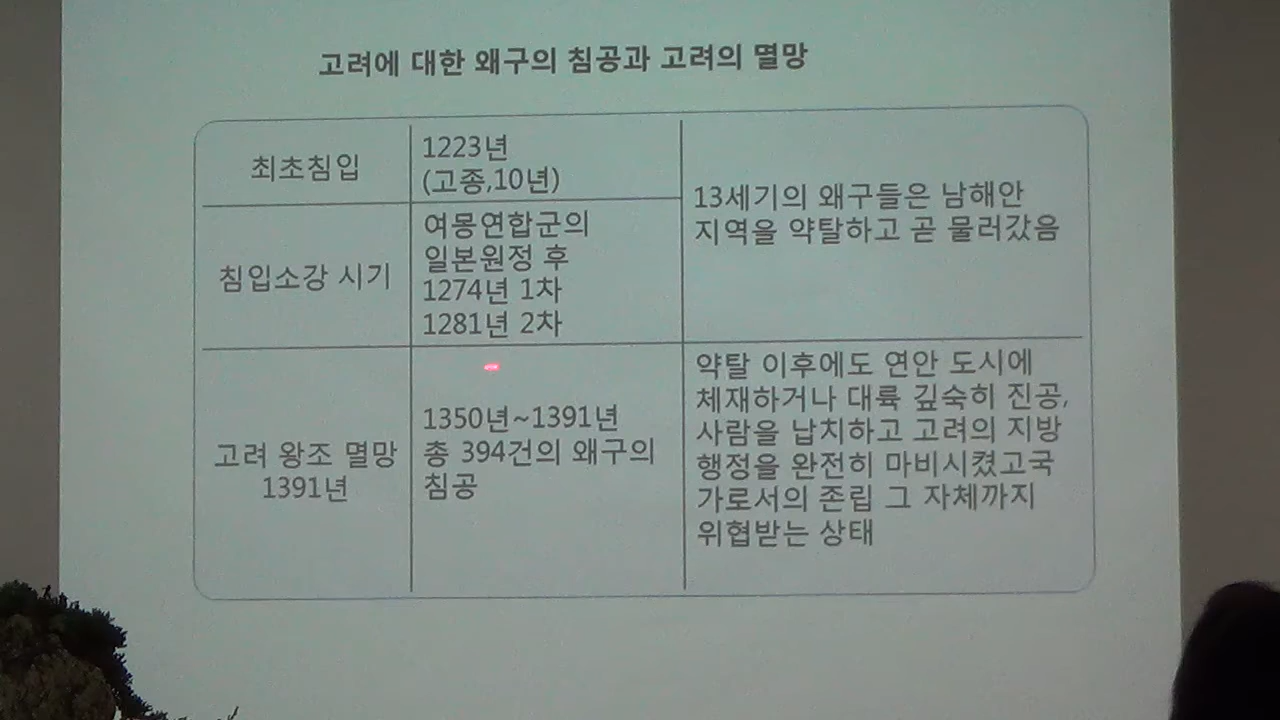 고려에 대한 왜구의 침공과 고려의 멸망
최초침입
1223년
(고종,10년)
13세기의 왜구들은 남해안
지역을 약탈하고 곧 물러갔음
침입소강 시기
여몽연합군의
일본원정 후
1274년 1차
1281년 2차
고려 왕조 멸망
1391년
1350년~1391년
총 394건의 왜구의
침공
약탈 이후에도 연안 도시에
체재하거나 대륙 깊숙히 진공,
사람을 납치하고 고려의 지방
행정을 완전히 마비시켰고국
가로서의 존립 그 자체까지
위협받는 상태